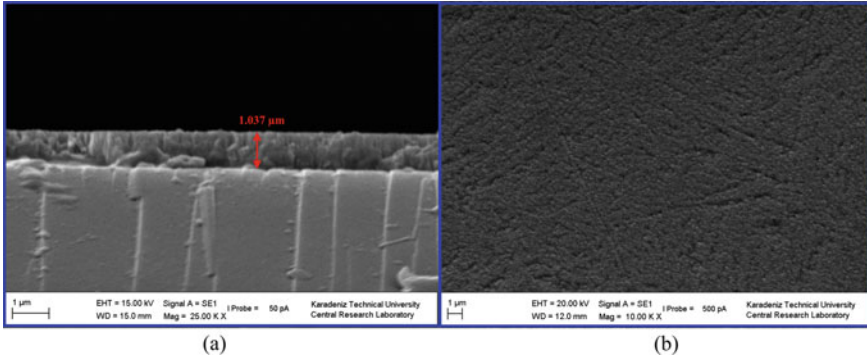 1.037 µm
1 µm
EHT = 15.00 kV
Signal A = SE1
WD = 15.0 mm
Mag = 25.00 K X
I Probe = 50 pA
Karadeniz Technical University
Central Research Laboratory
1 µm
EHT = 20.00 kV
Signal A = SE1
WD = 12.0 mm
Mag = 10.00 K X
I Probe = 500 pA
Karadeniz Technical University
Central Research Laboratory
(a)
(b)